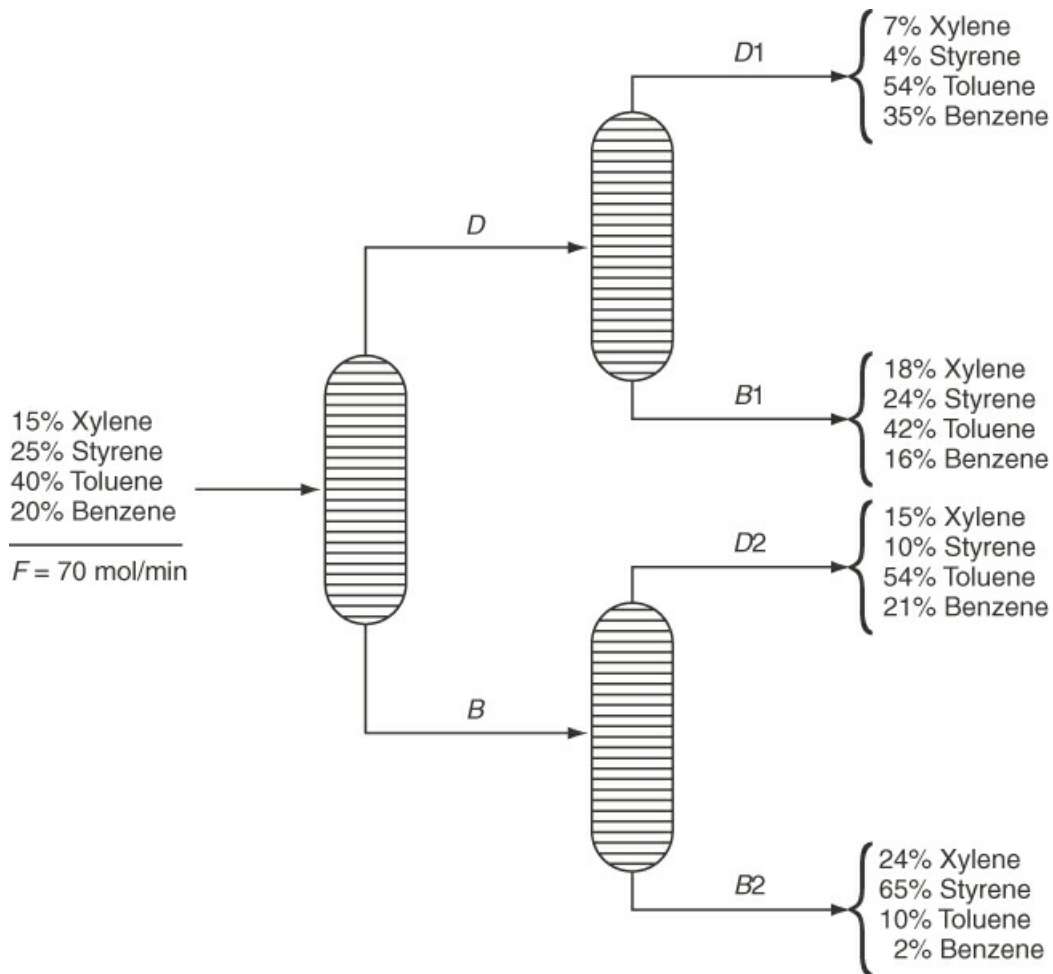 D1
7% Xylene
4% Styrene
54% Toluene
35% Benzene
D
B1
18% Xylene
24% Styrene
42% Toluene
16% Benzene
15% Xylene
25% Styrene
40% Toluene
20% Benzene
F = 70 mol/min
D2
15% Xylene
10% Styrene
54% Toluene
21% Benzene
B
B2
24% Xylene
65% Styrene
10% Toluene
2% Benzene